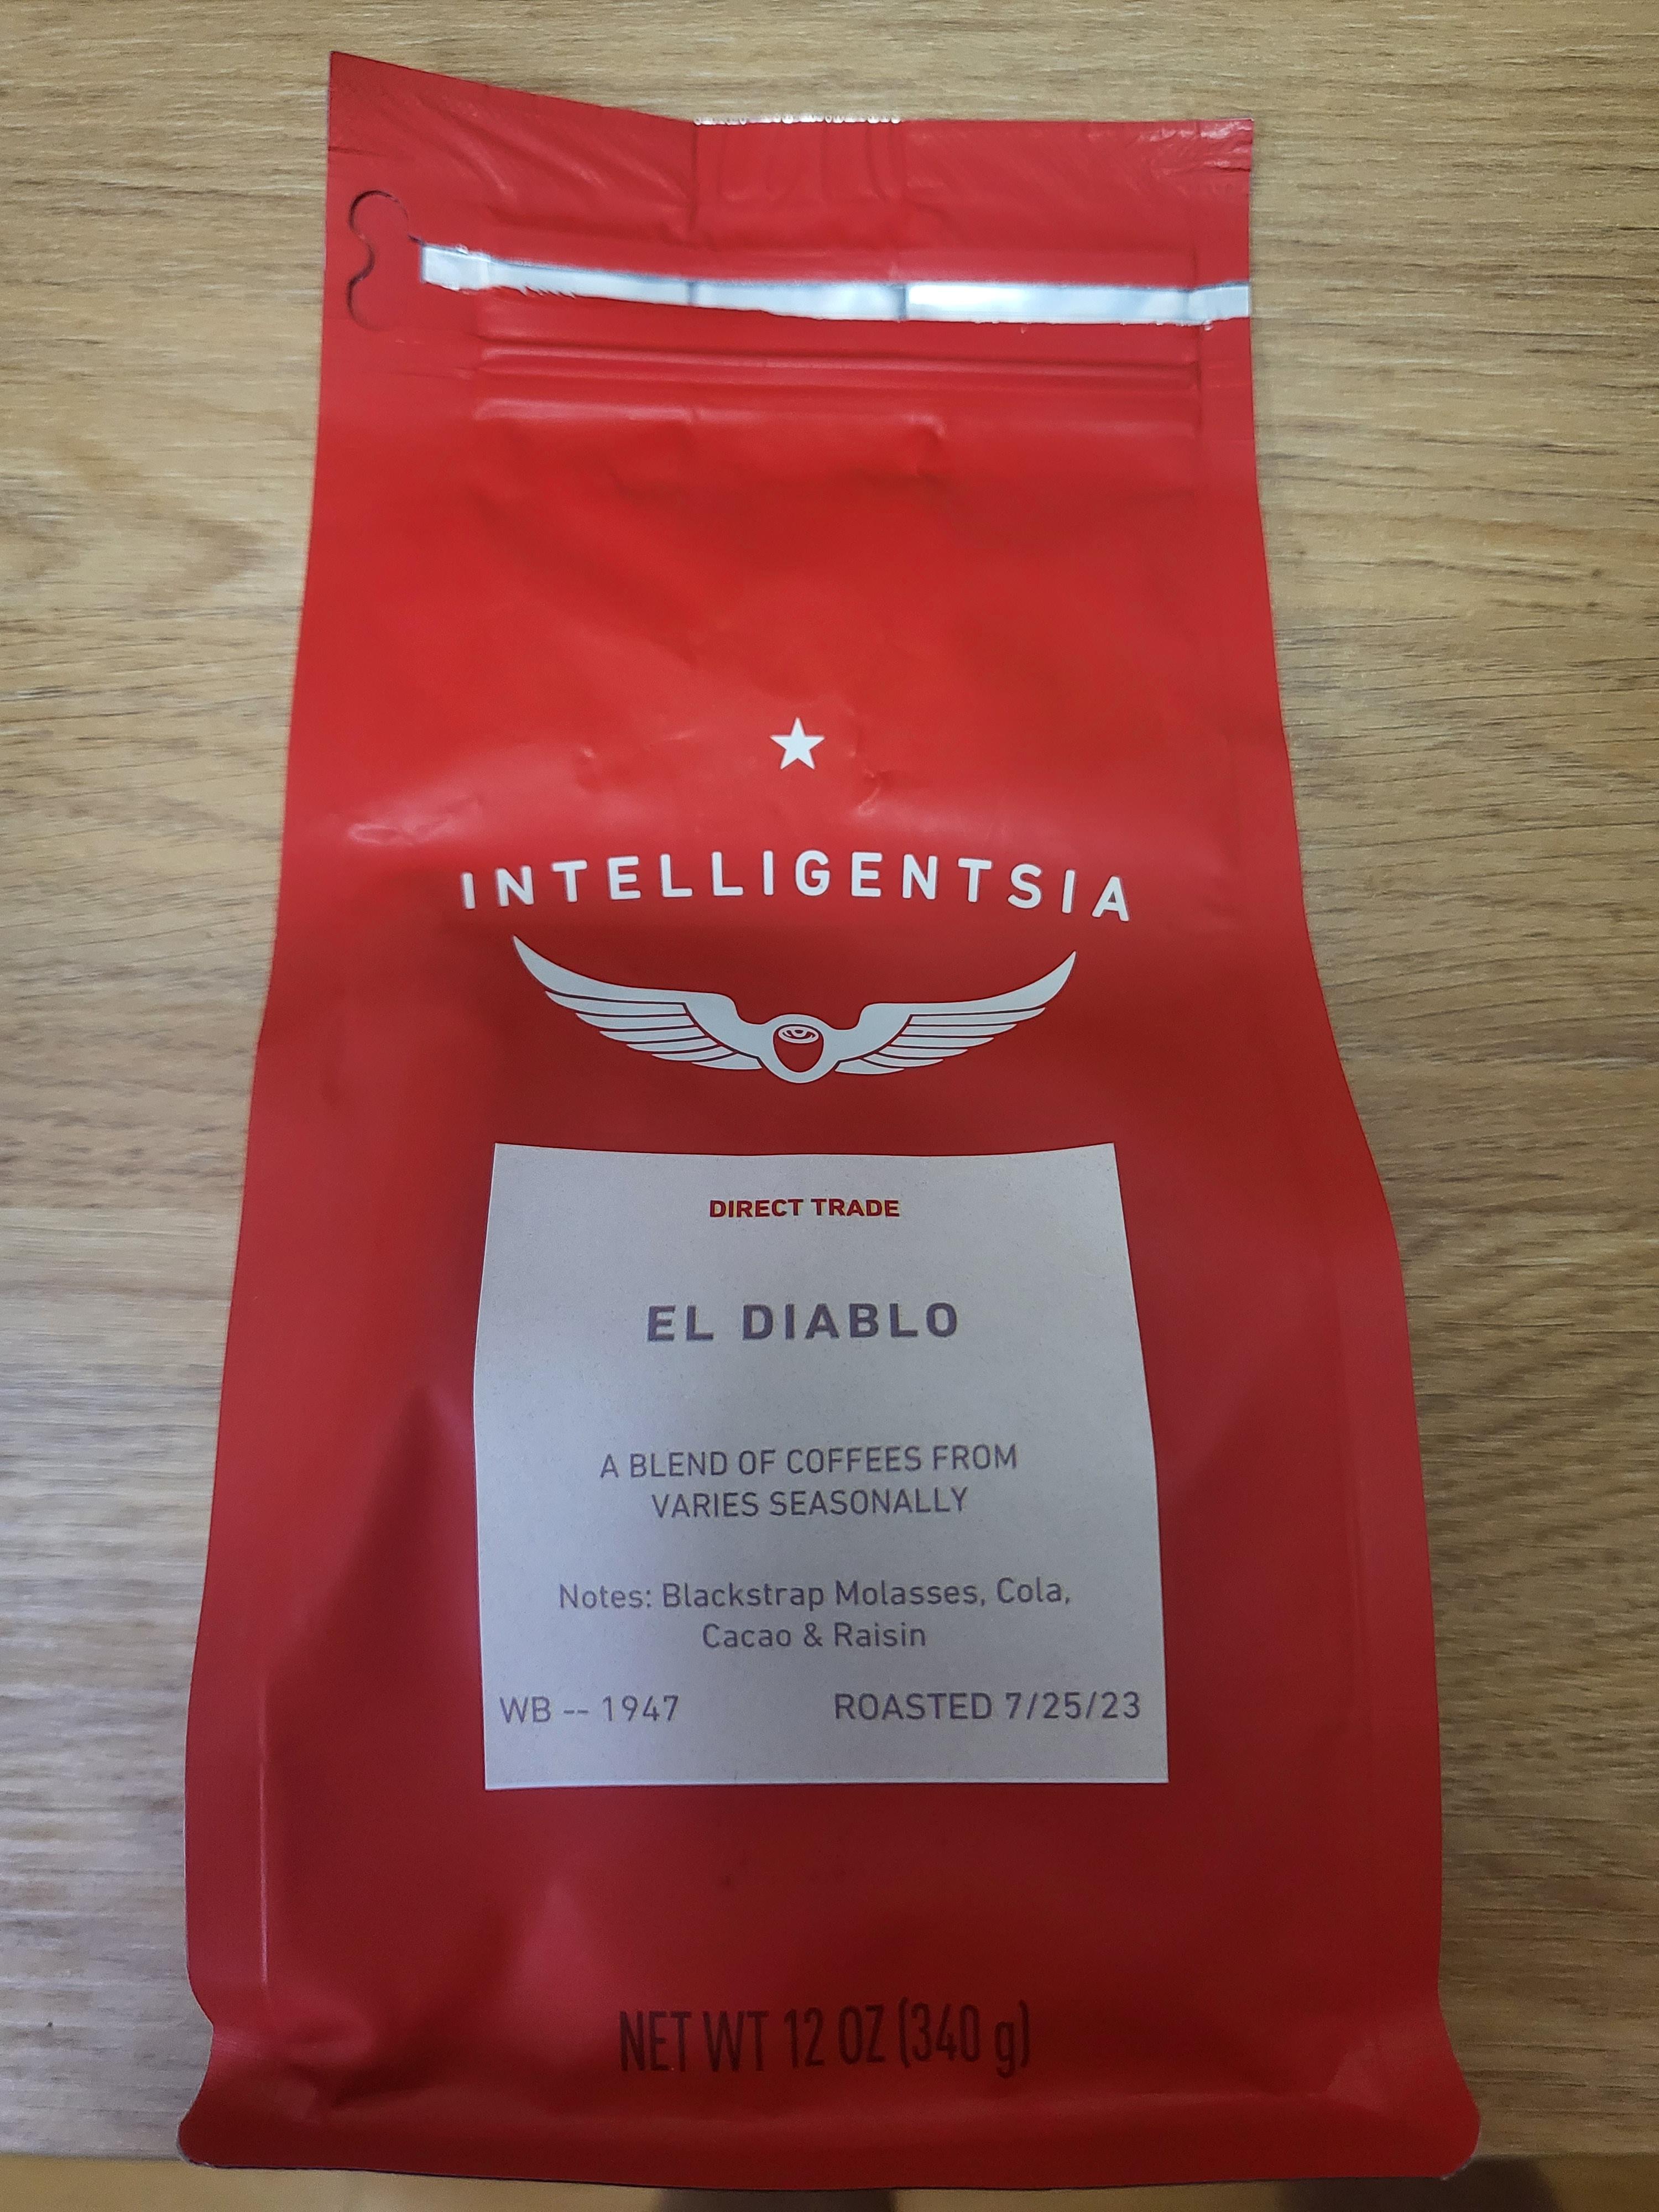 INTELLIGENTSIA
DIRECT TRADE
EL DIABLO
A BLEND OF COFFEES FROM
VARIES SEASONALLY
Notes: Blackstrap Molasses, Cola,
Cacao & Raisin
WB -- 1947 ROASTED 7/25/23
NET WT 12 OZ (340 g)